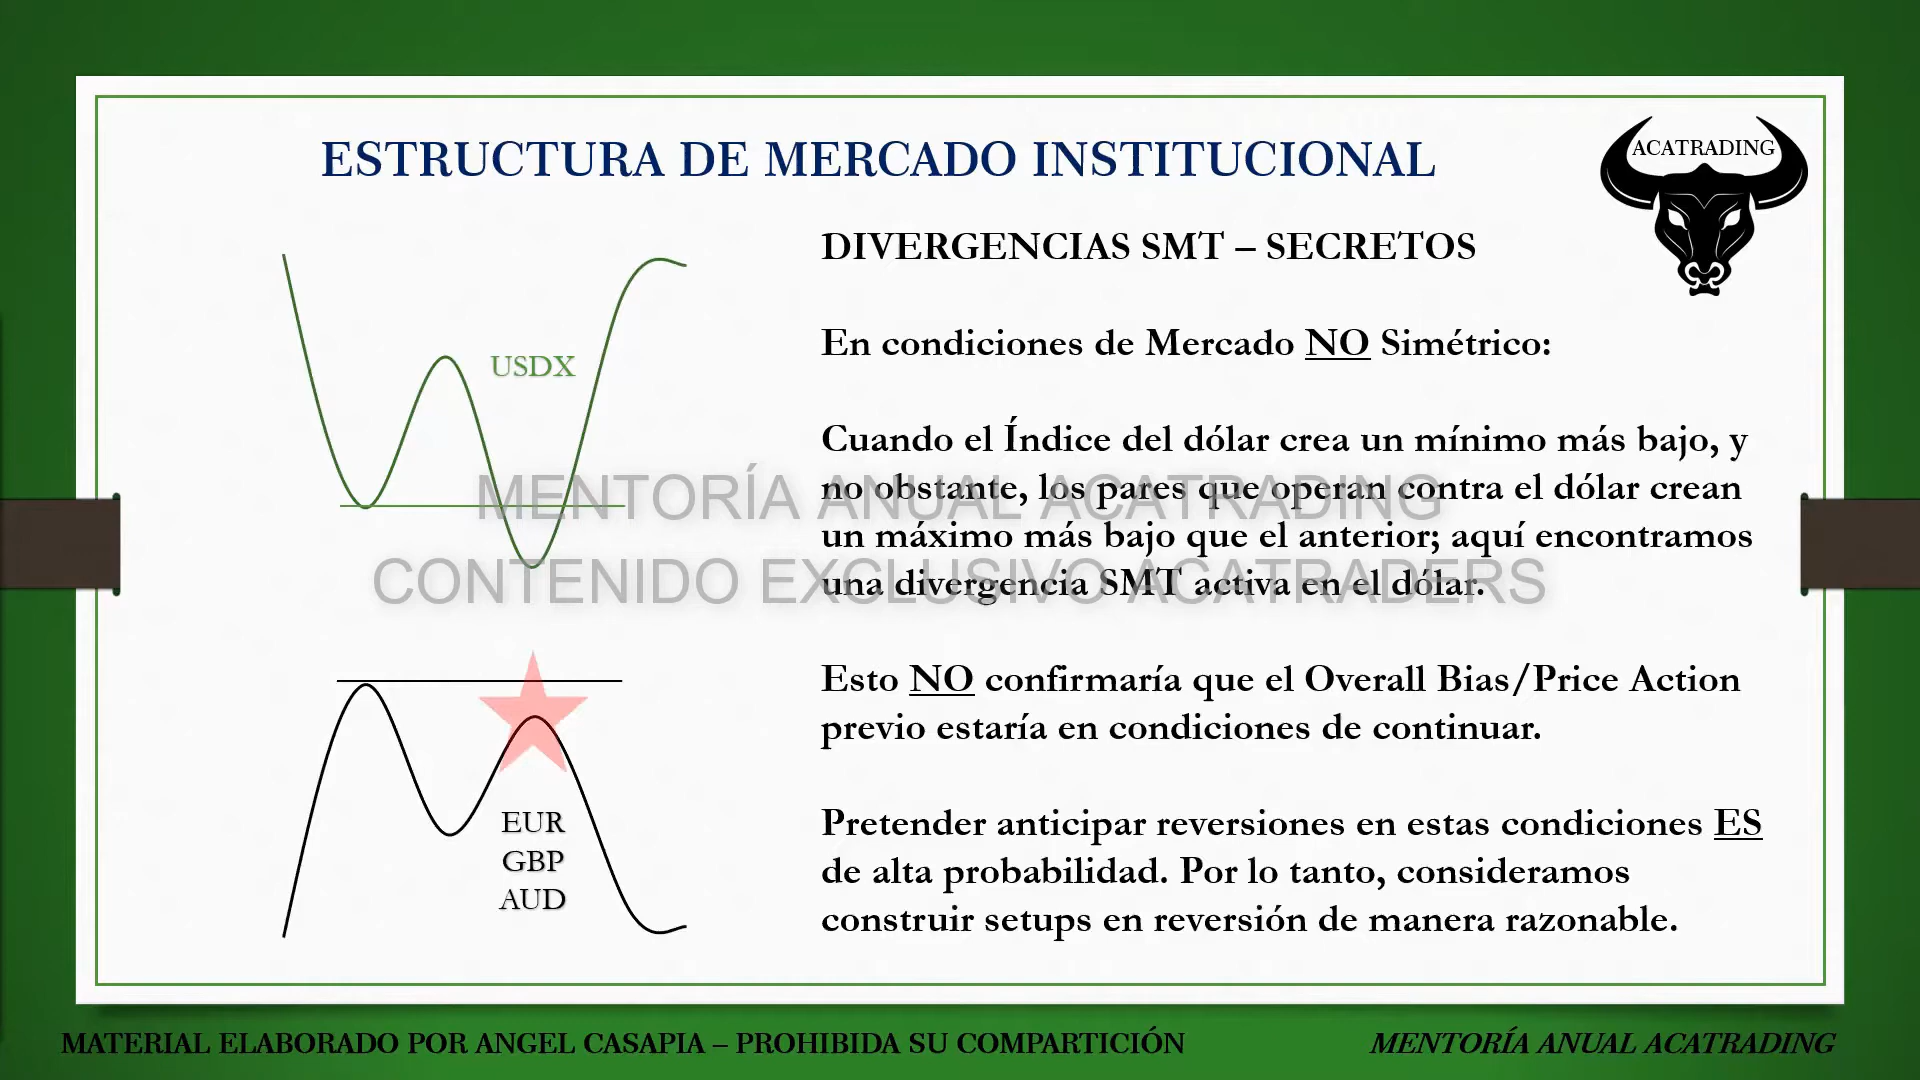 ESTRUCTURA DE MERCADO INSTITUCIONAL
ACATRADING
DIVERGENCIAS SMT – SECRETOS
En condiciones de Mercado NO Simétrico:
Cuando el Índice del dólar crea un mínimo más bajo, y
no obstante, los pares que operan contra el dólar crean
un máximo más bajo que el anterior; aquí encontramos
una divergencia SMT activa en el dólar.
Esto NO confirmaría que el Overall Bias/Price Action
previo estaría en condiciones de continuar.
Pretender anticipar reversiones en estas condiciones ES
de alta probabilidad. Por lo tanto, consideramos
construir setups en reversión de manera razonable.
USDX
EUR
GBP
AUD
MENTORÍA ANUAL ACATRADING
CONTENIDO EXCLUSIVO ACATRADERS
MATERIAL ELABORADO POR ANGEL CASAPIA – PROHIBIDA SU COMPARTICIÓN
MENTORÍA ANUAL ACATRADING